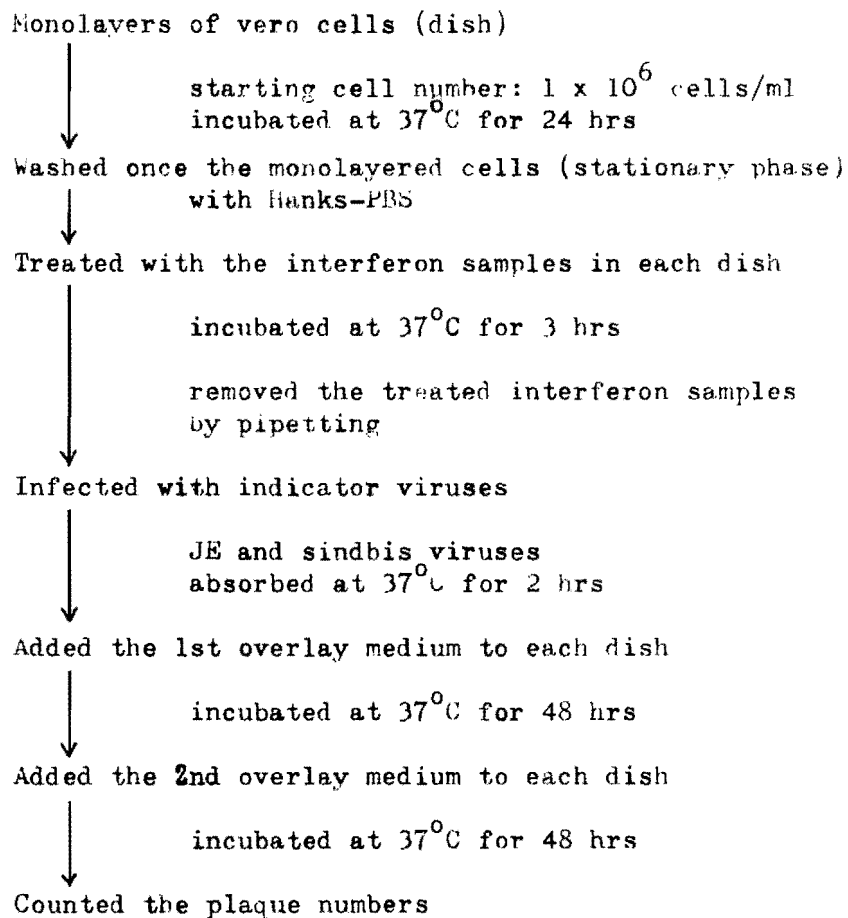 Monolayers of vero cells (dish)
starting cell number: 1 x 10⁶ cells/ml
incubated at 37°C for 24 hrs
Washed once the monolayered cells (stationary phase)
with Hanks-PBS
Treated with the interferon samples in each dish
incubated at 37°C for 3 hrs
removed the treated interferon samples
by pipetting
Infected with indicator viruses
JE and sindbis viruses
absorbed at 37°C for 2 hrs
Added the 1st overlay medium to each dish
incubated at 37°C for 48 hrs
Added the 2nd overlay medium to each dish
incubated at 37°C for 48 hrs
Counted the plaque numbers